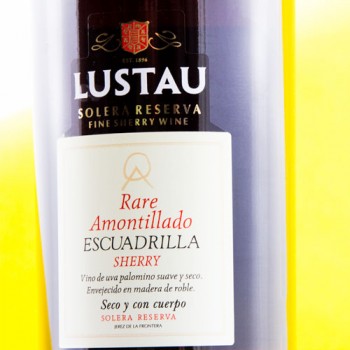 EST. 1896
LUSTAU
SOLERA RESERVA
FINE SHERRY WINE
Rare
Amontillado
ESCUADRILLA
SHERRY
Vino de uva palomino suave y seco.
Envejecido en madera de roble.
Seco y con cuerpo
SOLERA RESERVA
JEREZ DE LA FRONTERA